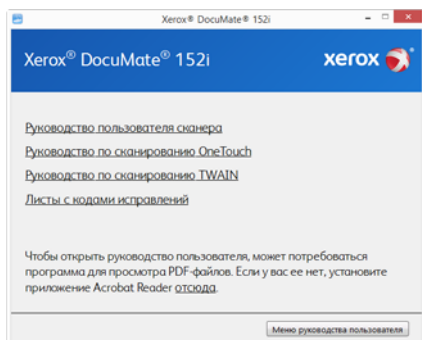 Xerox® DocuMate® 152i
Xerox® DocuMate® 152i
xerox
Руководство пользователя сканера
Руководство по сканированию OneTouch
Руководство по сканированию TWAIN
Листы с кодами исправлений
Чтобы открыть руководство пользователя, может потребоваться
программа для просмотра PDF-файлов. Если у вас ее нет, установите
приложение Acrobat Reader отсюда.
Меню руководства пользователя